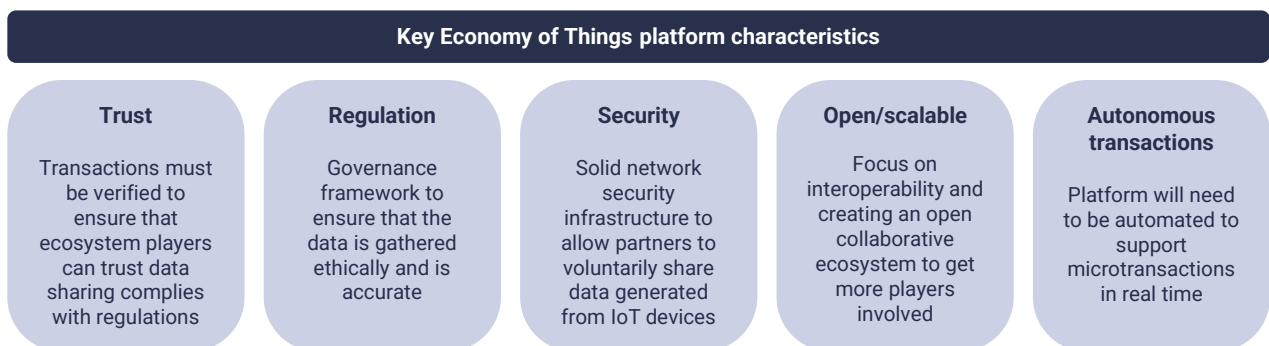 Key Economy of Things platform characteristics
Trust
Transactions must
be verified to
ensure that
ecosystem players
can trust data
sharing complies
with regulations
Regulation
Governance
framework to
ensure that the
data is gathered
ethically and is
accurate
Security
Solid network
security
infrastructure to
allow partners to
voluntarily share
data generated
from IoT devices
Open/scalable
Focus on
interoperability and
creating an open
collaborative
ecosystem to get
more players
involved
Autonomous
transactions
Platform will need
to be automated to
support
microtransactions
in real time